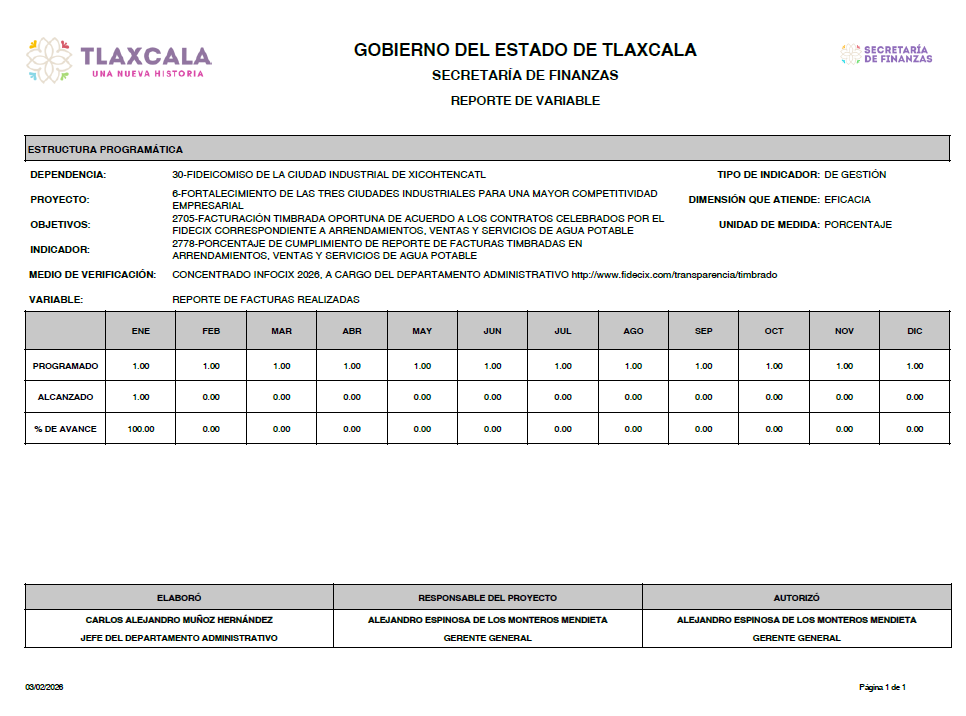 TLAXCALA
UNA NUEVA HISTORIA
GOBIERNO DEL ESTADO DE TLAXCALA
SECRETARÍA DE FINANZAS
REPORTE DE VARIABLE
SECRETARÍA
DE FINANZAS
ESTRUCTURA PROGRAMÁTICA
DEPENDENCIA: 30-FIDEICOMISO DE LA CIUDAD INDUSTRIAL DE XICOHTENCATL TIPO DE INDICADOR: DE GESTIÓN
PROYECTO: 6-FORTALECIMIENTO DE LAS TRES CIUDADES INDUSTRIALES PARA UNA MAYOR COMPETITIVIDAD
EMPRESARIAL
DIMENSIÓN QUE ATIENDE: EFICACIA
OBJETIVOS: 2705-FACTURACIÓN TIMBRADA OPORTUNA DE ACUERDO A LOS CONTRATOS CELEBRADOS POR EL
FIDECIX CORRESPONDIENTE A ARRENDAMIENTOS, VENTAS Y SERVICIOS DE AGUA POTABLE
UNIDAD DE MEDIDA: PORCENTAJE
INDICADOR: 2778-PORCENTAJE DE CUMPLIMIENTO DE REPORTE DE FACTURAS TIMBRADAS EN
ARRENDAMIENTOS, VENTAS Y SERVICIOS DE AGUA POTABLE
MEDIO DE VERIFICACIÓN: CONCENTRADO INFOCIX 2026, A CARGO DEL DEPARTAMENTO ADMINISTRATIVO http://www.fidecix.com/transparencia/timbrado
VARIABLE: REPORTE DE FACTURAS REALIZADAS
ENE FEB MAR ABR MAY JUN JUL AGO SEP OCT NOV DIC
PROGRAMADO 1.00 1.00 1.00 1.00 1.00 1.00 1.00 1.00 1.00 1.00 1.00 1.00
ALCANZADO 1.00 0.00 0.00 0.00 0.00 0.00 0.00 0.00 0.00 0.00 0.00 0.00
% DE AVANCE 100.00 0.00 0.00 0.00 0.00 0.00 0.00 0.00 0.00 0.00 0.00 0.00
ELABORÓ RESPONSABLE DEL PROYECTO AUTORIZÓ
CARLOS ALEJANDRO MUÑOZ HERNÁNDEZ ALEJANDRO ESPINOSA DE LOS MONTEROS MENDIETA ALEJANDRO ESPINOSA DE LOS MONTEROS MENDIETA
JEFE DEL DEPARTAMENTO ADMINISTRATIVO GERENTE GENERAL GERENTE GENERAL
03/02/2026 Página 1 de 1